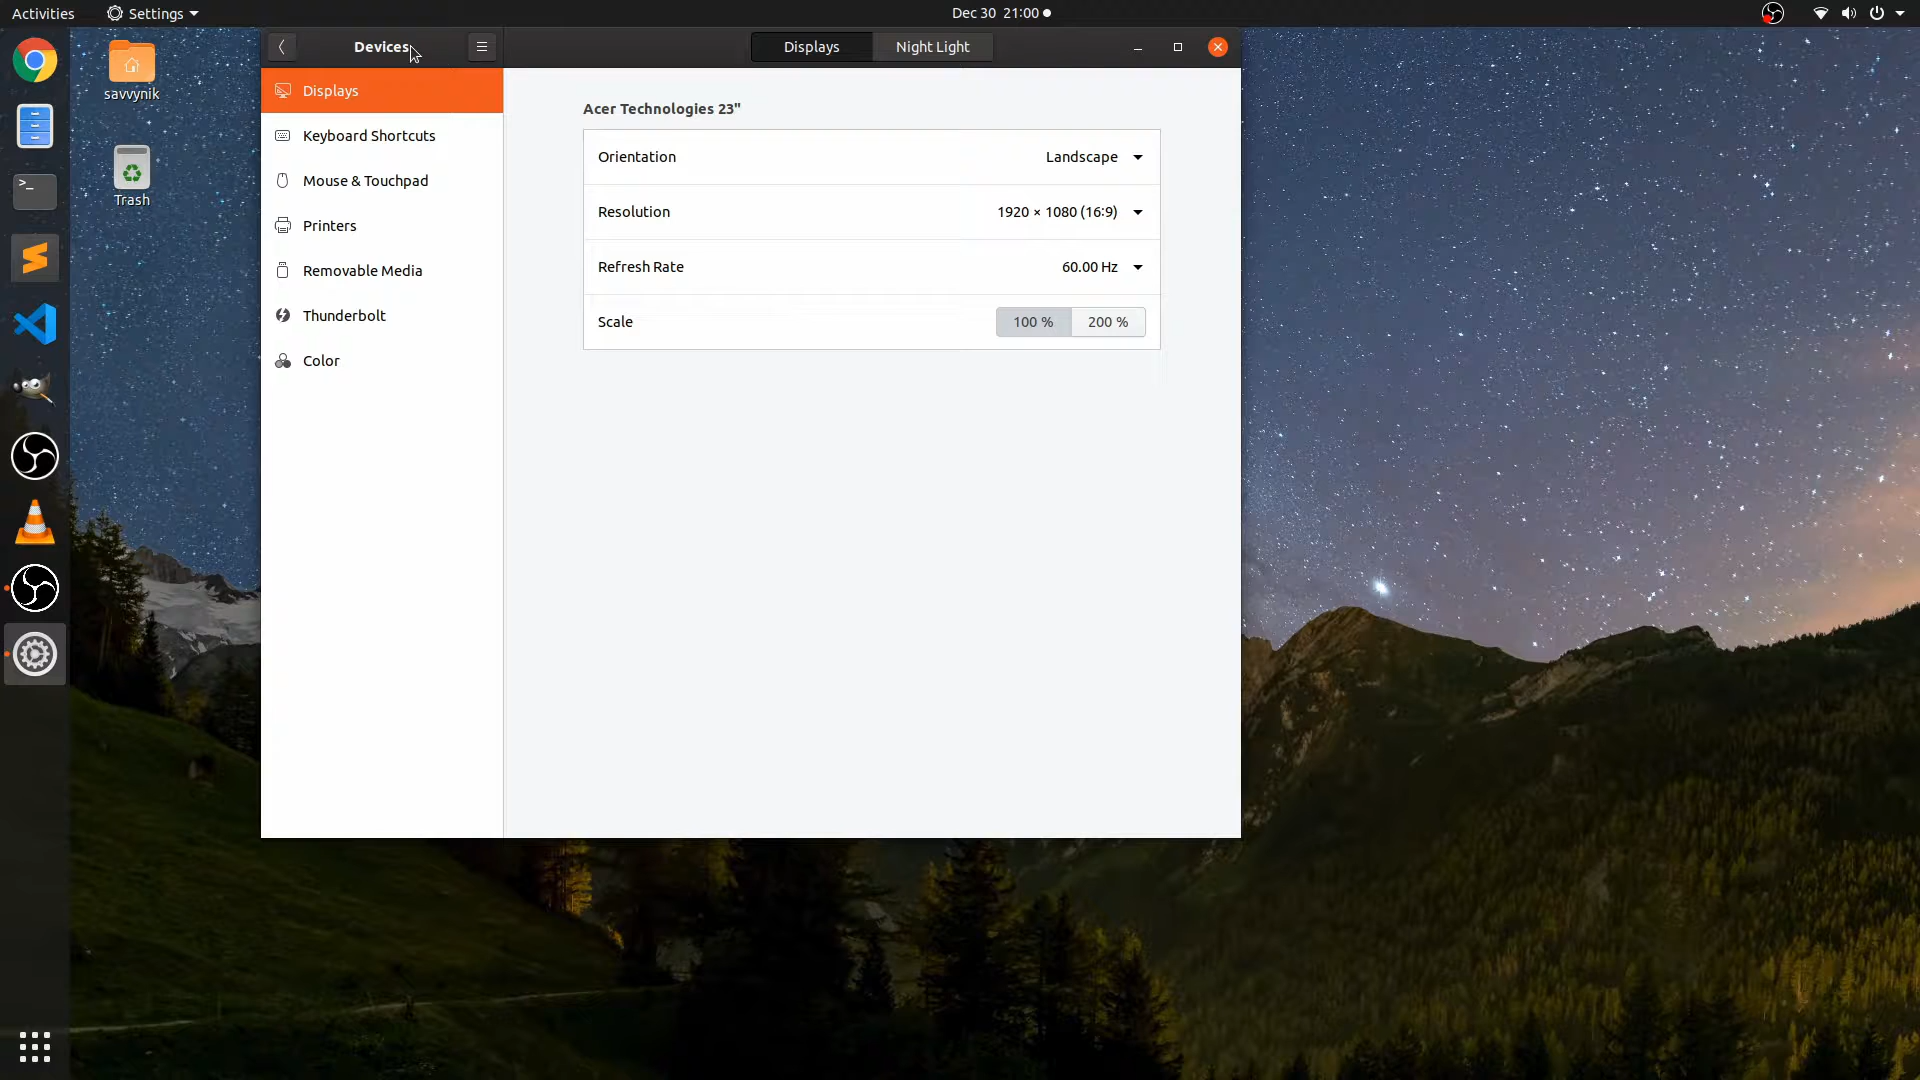 Activities
Settings
Dec 30 21:00
savvynik
Trash
Devices
Displays
Night Light
Displays
Keyboard Shortcuts
Mouse & Touchpad
Printers
Removable Media
Thunderbolt
Color
Acer Technologies 23"
Orientation
Landscape
Resolution
1920 × 1080 (16:9)
Refresh Rate
60.00 Hz
Scale
100 %
200 %